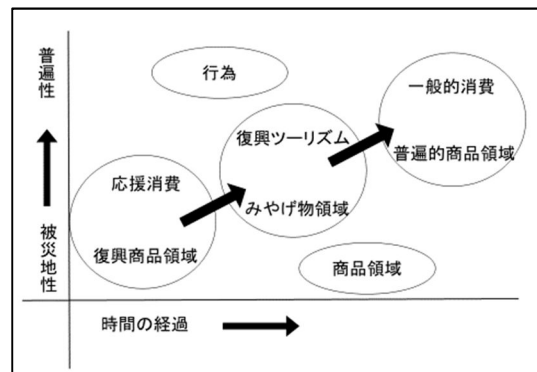 普遍性
被災地性
行為
応援消費
復興商品領域
復興ツーリズム
みやげ物領域
一般的消費
普遍的商品領域
商品領域
時間の経過